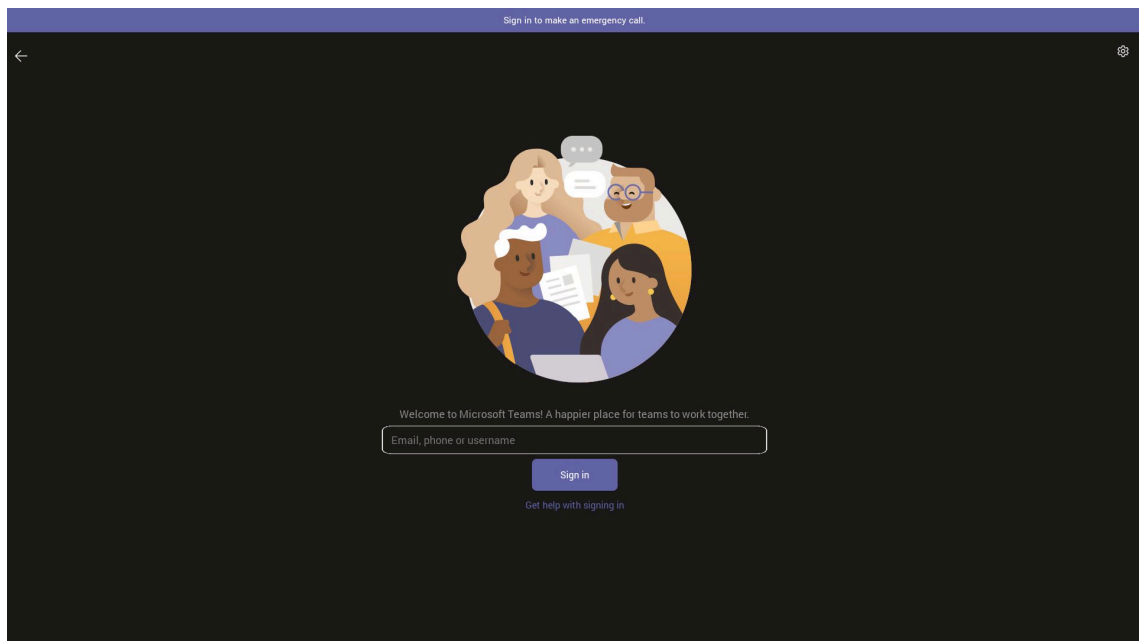 Sign in to make an emergency call.
Welcome to Microsoft Teams! A happier place for teams to work together.
Email, phone or username
Sign in
Get help with signing in